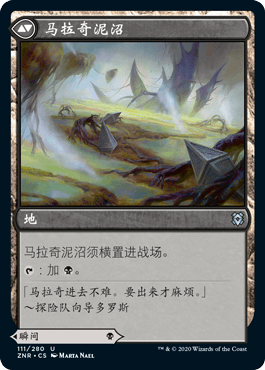 马拉奇泥沼
地
马拉奇泥沼须横置进战场。
：加。
「马拉奇进去不难。要出来才麻烦。」
～探险队向导多罗斯
瞬间
111/280 U
ZNR • CS MARTA NAEL
™ & © 2020 Wizards of the Coast